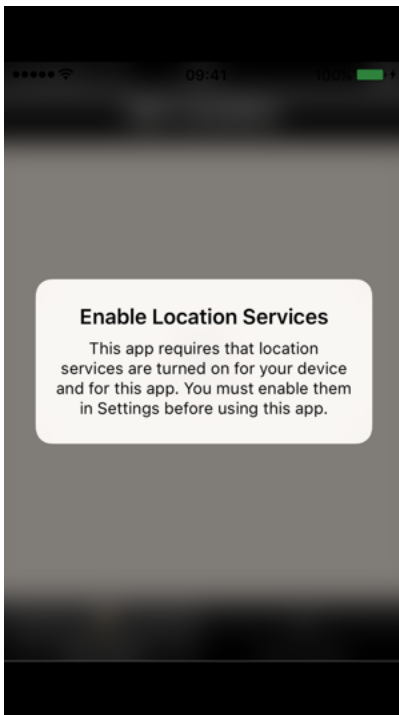 09:41
100%
Enable Location Services
This app requires that location
services are turned on for your device
and for this app. You must enable them
in Settings before using this app.